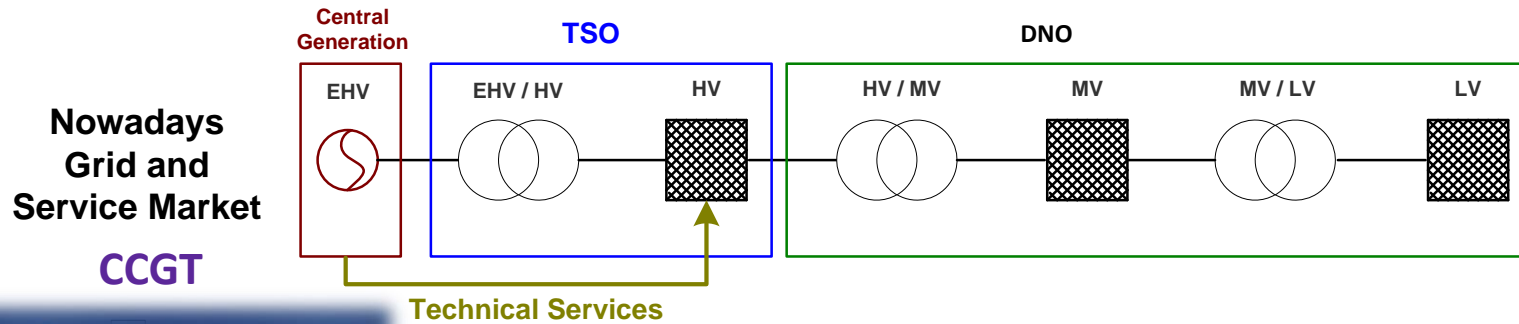 Central
Generation
TSO
DNO
EHV
EHV / HV
HV
HV / MV
MV
MV / LV
LV
Nowadays
Grid and
Service Market
CCGT
Technical Services